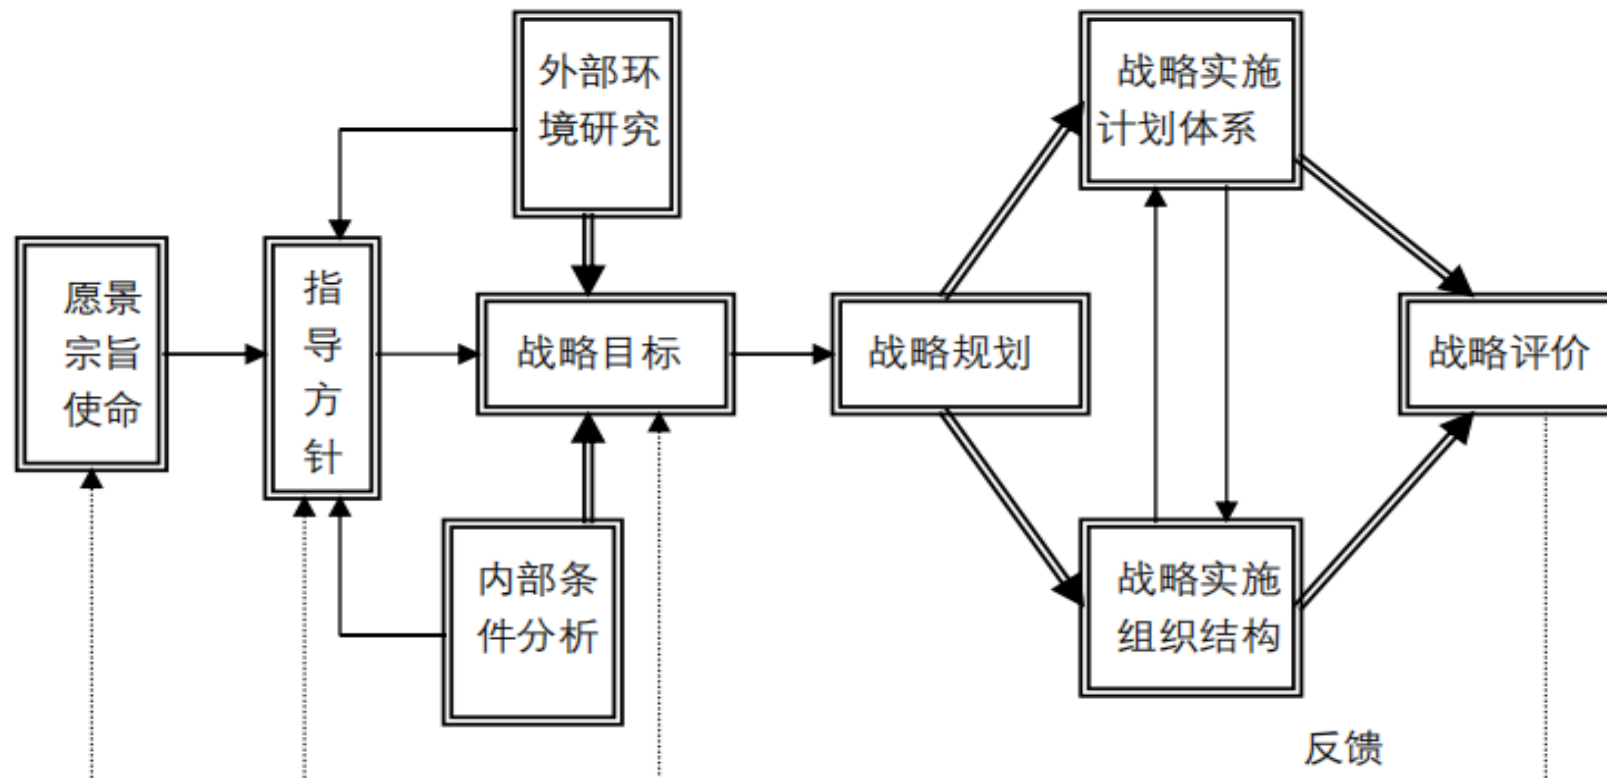 外部环
境研究
战略实施
计划体系
愿景
宗旨
使命
指
导
方
针
战略目标
战略规划
战略评价
内部条
件分析
战略实施
组织结构
反馈